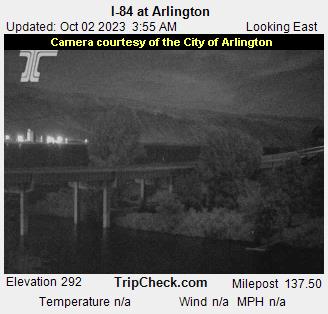 I-84 at Arlington
Updated: Oct 02 2023 3:55 AM Looking East
Camera courtesy of the City of Arlington
Elevation 292 TripCheck.com Milepost 137.50
Temperature n/a Wind n/a MPH n/a